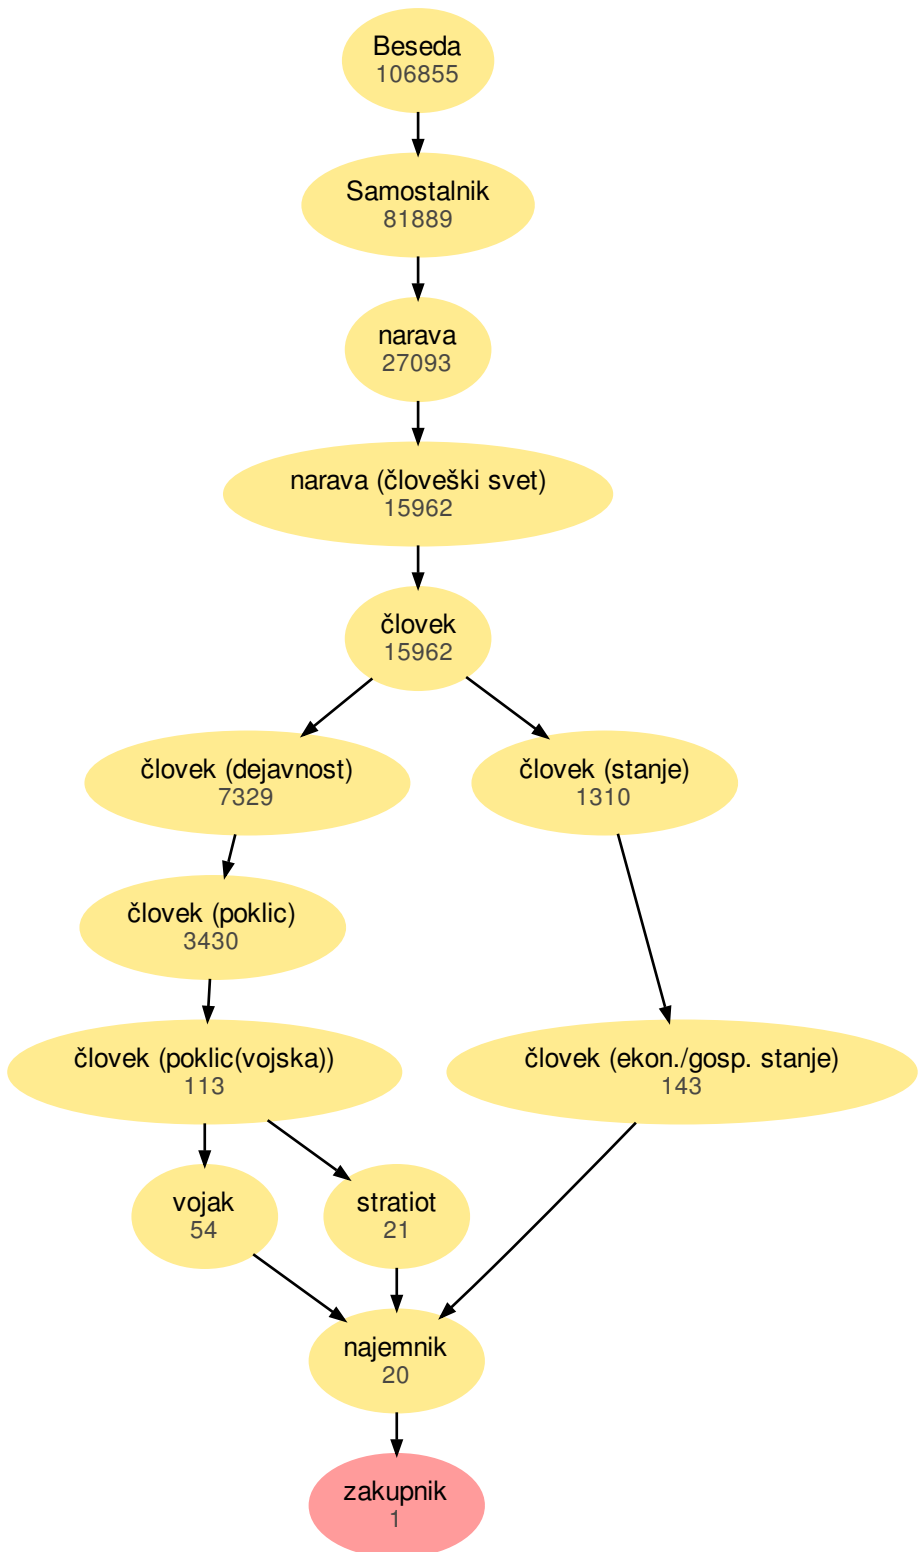 Beseda
106855
Samostalnik
81889
narava
27093
narava (človeški svet)
15962
človek
15962
človek (dejavnost)
7329
človek (stanje)
1310
človek (poklic)
3430
človek (poklic(vojska))
113
človek (ekon./gosp. stanje)
143
vojak
54
stratiot
21
najemnik
20
zakupnik
1